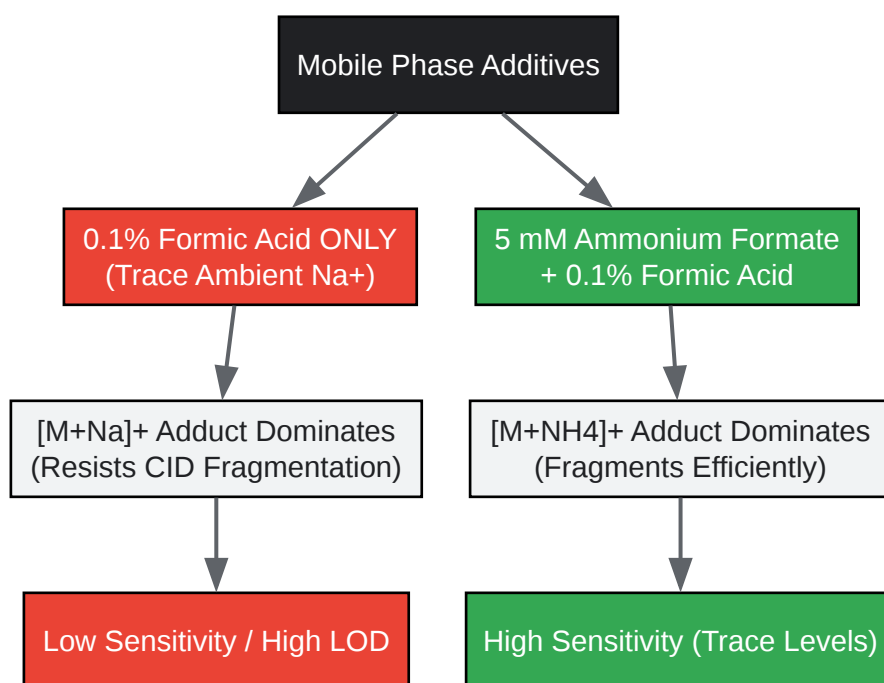 Mobile Phase Additives
0.1% Formic Acid ONLY
(Trace Ambient Na+)
5 mM Ammonium Formate
+ 0.1% Formic Acid
[M+Na]+ Adduct Dominates
(Resists CID Fragmentation)
[M+NH4]+ Adduct Dominates
(Fragments Efficiently)
Low Sensitivity / High LOD
High Sensitivity (Trace Levels)